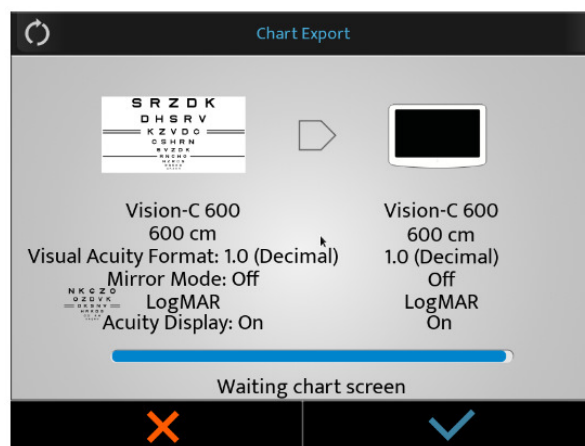 Chart Export
S R Z D K
D H S R V
K Z V D C
C S H R N
S V Z D K
Vision-C 600
600 cm
Visual Acuity Format: 1.0 (Decimal)
Mirror Mode: Off
LogMAR
Acuity Display: On
N K C Z O
O Z D V K
D K S N V
Vision-C 600
600 cm
1.0 (Decimal)
Off
LogMAR
On
Waiting chart screen